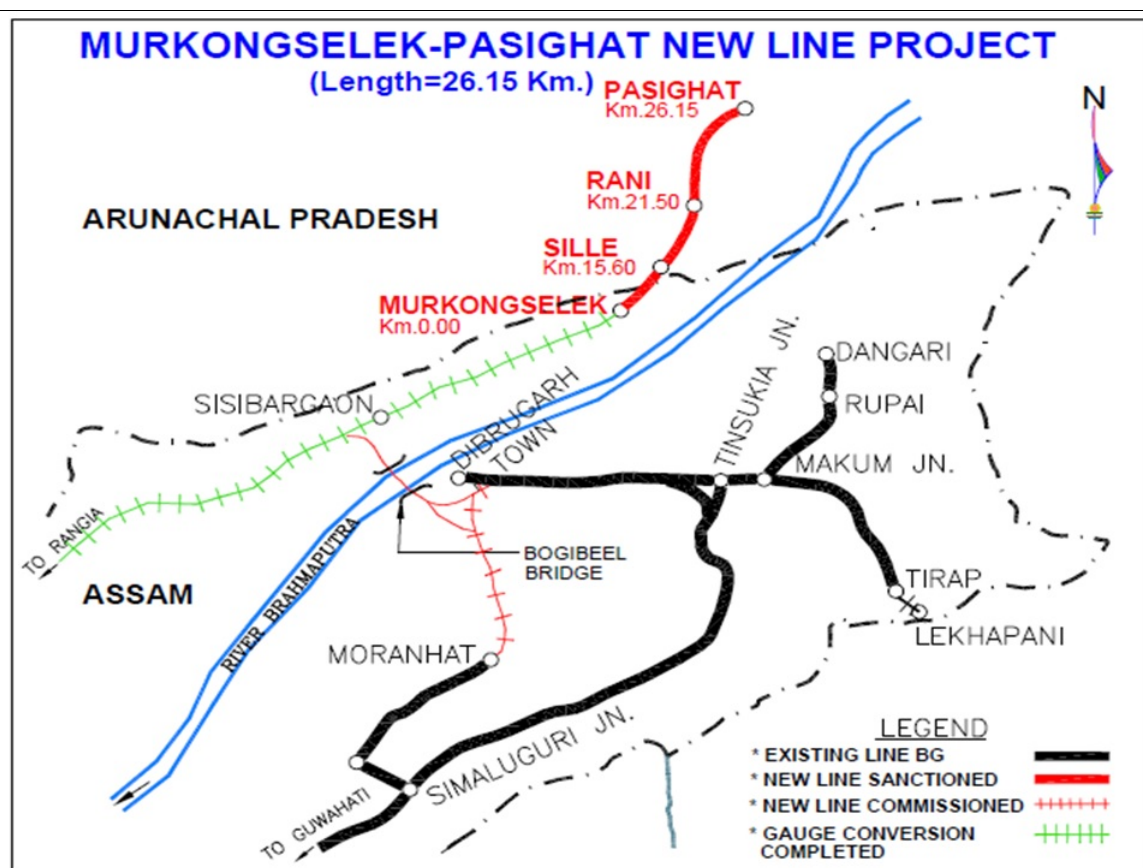 MURKONGSELEK-PASIGHAT NEW LINE PROJECT
(Length=26.15 Km.)
PASIGHAT
Km.26.15
N
RANI
Km.21.50
ARUNACHAL PRADESH
SILLE
Km.15.60
MURKONGSELEK
Km.0.00
SISIBARGAON
DIBRUGARH
TOWN
TINSUKIA JN.
DANGARI
RUPAI
MAKUM JN.
TO RANGIA
ASSAM
RIVER BRAHMAPUTRA
BOGIBEEL
BRIDGE
TIRAP
LEKHAPANI
MORANHAT
SIMALUGURI JN.
TO GUWAHATI
LEGEND
* EXISTING LINE BG
* NEW LINE SANCTIONED
* NEW LINE COMMISSIONED
* GAUGE CONVERSION
COMPLETED